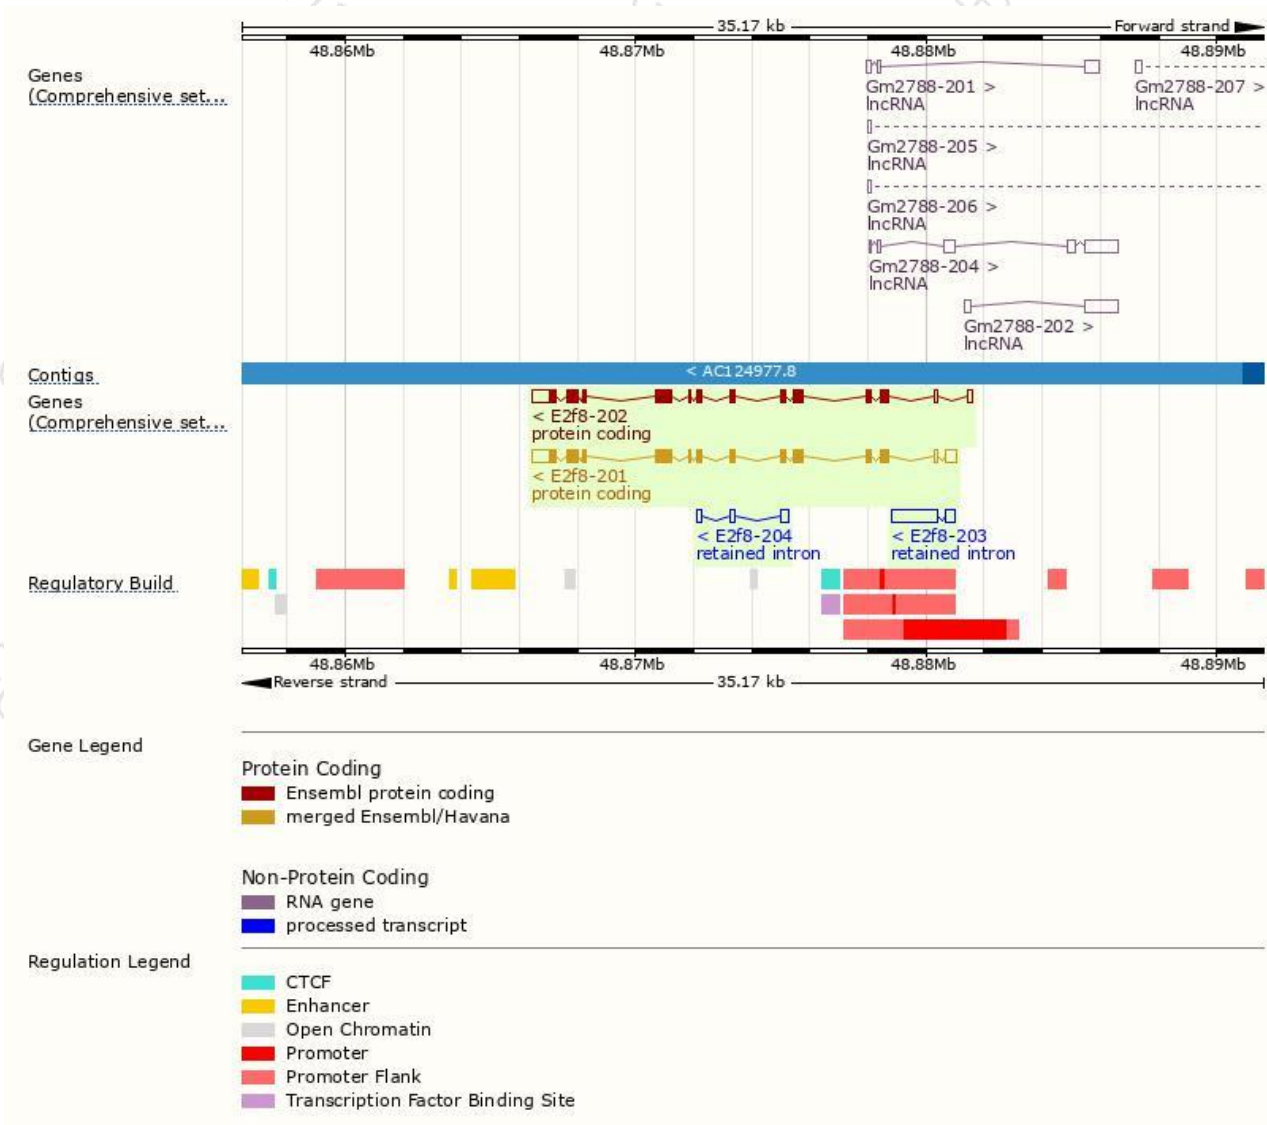 35.17 kb
Forward strand
48.86Mb 48.87Mb 48.88Mb 48.89Mb
Genes
(Comprehensive set...
Gm2788-201 > Gm2788-207 >
lncRNA lncRNA
Gm2788-205 >
lncRNA
Gm2788-206 >
lncRNA
Gm2788-204 >
lncRNA
Gm2788-202 >
lncRNA
Contigs
< AC124977.8
Genes
(Comprehensive set...
< E2f8-202
protein coding
< E2f8-201
protein coding
< E2f8-204 < E2f8-203
retained intron retained intron
Regulatory Build
48.86Mb 48.87Mb 48.88Mb 48.89Mb
Reverse strand
35.17 kb
Gene Legend
Protein Coding
Ensembl protein coding
merged Ensembl/Havana
Non-Protein Coding
RNA gene
processed transcript
Regulation Legend
CTCF
Enhancer
Open Chromatin
Promoter
Promoter Flank
Transcription Factor Binding Site